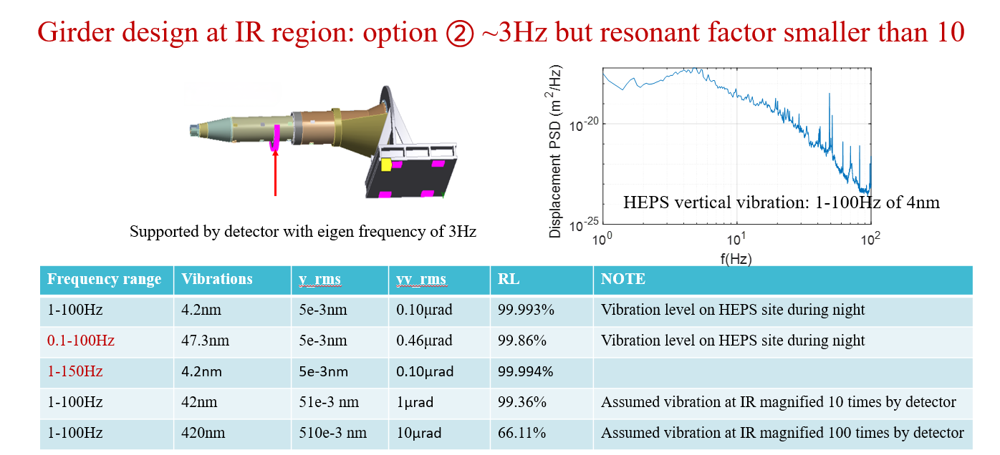 Girder design at IR region: option ② ~3Hz but resonant factor smaller than 10
Supported by detector with eigen frequency of 3Hz
Displacement PSD (m²/Hz)
10⁻²⁰
10⁻²⁵
HEPS vertical vibration: 1-100Hz of 4nm
10⁰ 10¹ 10²
f(Hz)
Frequency range Vibrations y_rms yy_rms RL NOTE
1-100Hz 4.2nm 5e-3nm 0.10μrad 99.993% Vibration level on HEPS site during night
0.1-100Hz 47.3nm 5e-3nm 0.46μrad 99.86% Vibration level on HEPS site during night
1-150Hz 4.2nm 5e-3nm 0.10μrad 99.994%
1-100Hz 42nm 51e-3 nm 1μrad 99.36% Assumed vibration at IR magnified 10 times by detector
1-100Hz 420nm 510e-3 nm 10μrad 66.11% Assumed vibration at IR magnified 100 times by detector